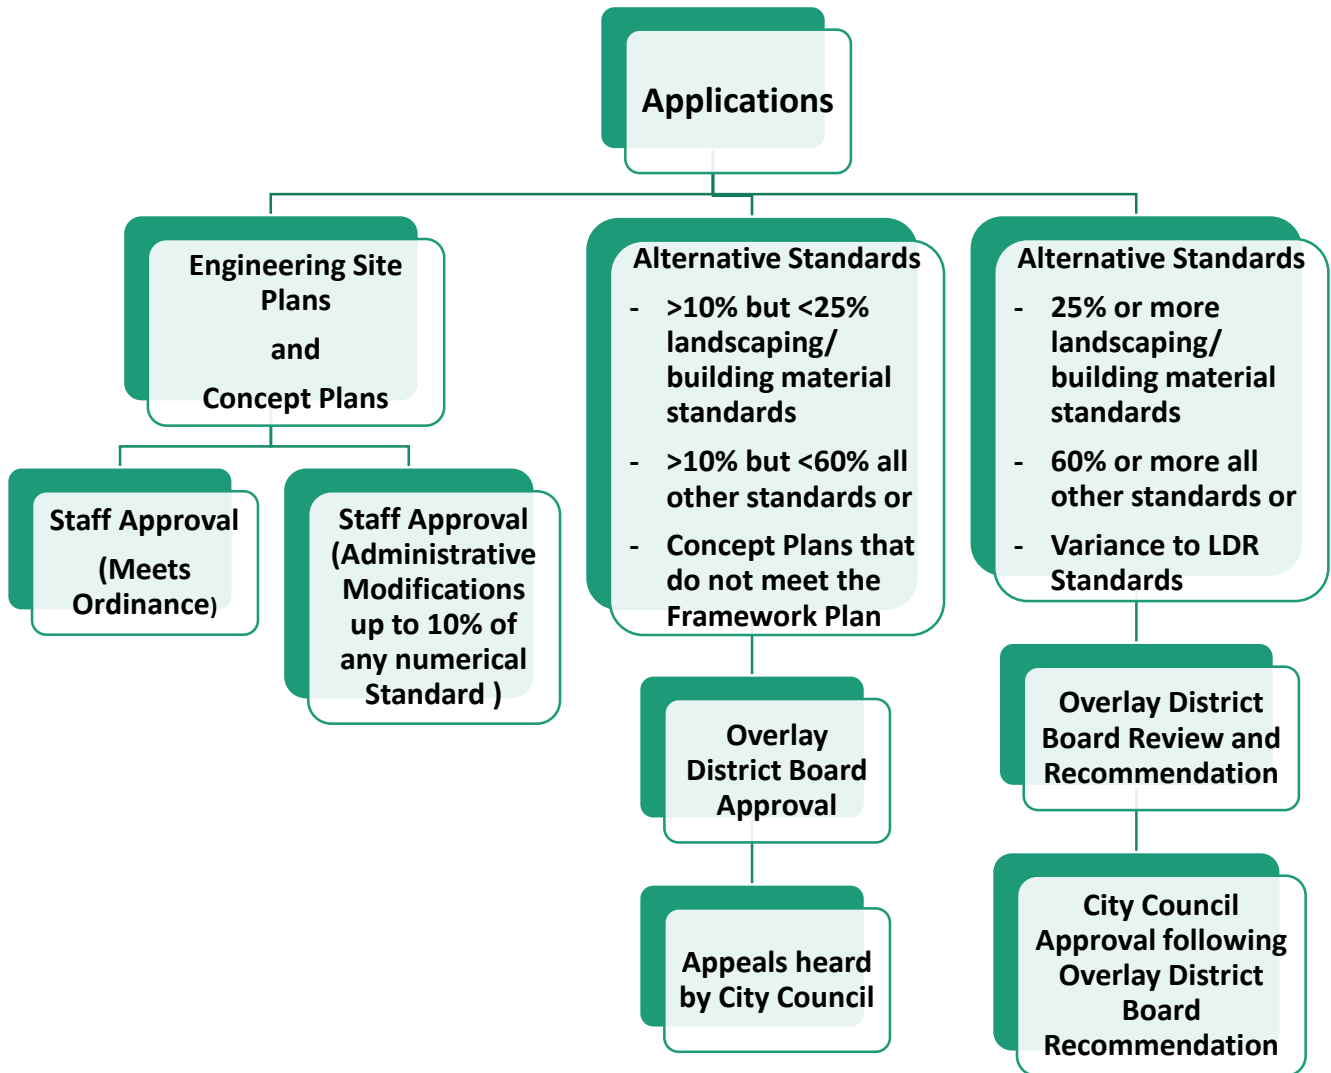 Applications
Engineering Site
Plans
and
Concept Plans
Staff Approval
(Meets
Ordinance)
Staff Approval
(Administrative
Modifications
up to 10% of
any numerical
Standard )
Alternative Standards
- >10% but <25%
landscaping/
building material
standards
- >10% but <60% all
other standards or
- Concept Plans that
do not meet the
Framework Plan
Overlay
District Board
Approval
Appeals heard
by City Council
Alternative Standards
- 25% or more
landscaping/
building material
standards
- 60% or more all
other standards or
- Variance to LDR
Standards
Overlay District
Board Review and
Recommendation
City Council
Approval following
Overlay District
Board
Recommendation